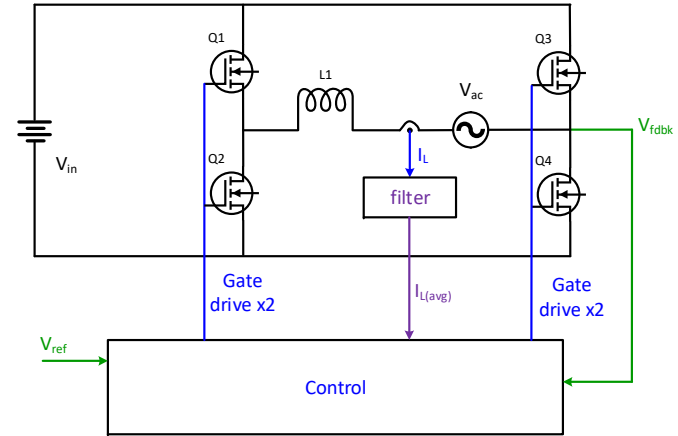 Q1
Q3
L1
Vac
Vfdbk
Q2
Q4
IL
Vin
filter
Gate
drive x2
IL(avg)
Gate
drive x2
Vref
Control